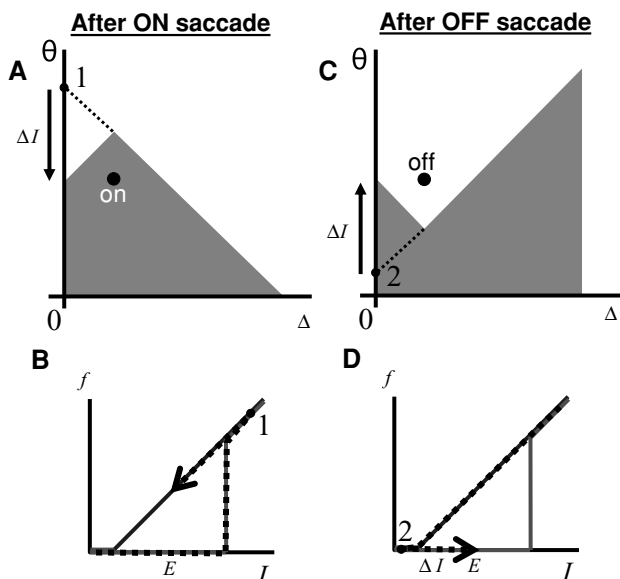 After ON saccade
After OFF saccade
A
θ
1
ΔI
on
0
Δ
C
θ
off
ΔI
2
0
Δ
B
f
1
E
I
D
f
2
ΔI
E
I